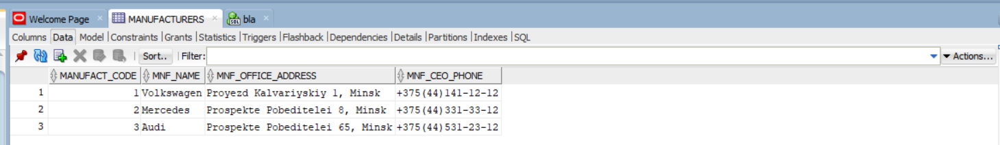 Welcome Page MANUFACTURERS bla
Columns Data Model Constraints Grants Statistics Triggers Flashback Dependencies Details Partitions Indexes SQL
Sort.. Filter: Actions...
MANUFACT_CODE MNF_NAME MNF_OFFICE_ADDRESS MNF_CEO_PHONE
1 1 Volkswagen Proyezd Kalvariyskiy 1, Minsk +375(44)141-12-12
2 2 Mercedes Prospekte Pobeditelei 8, Minsk +375(44)331-33-12
3 3 Audi Prospekte Pobeditelei 65, Minsk +375(44)531-23-12